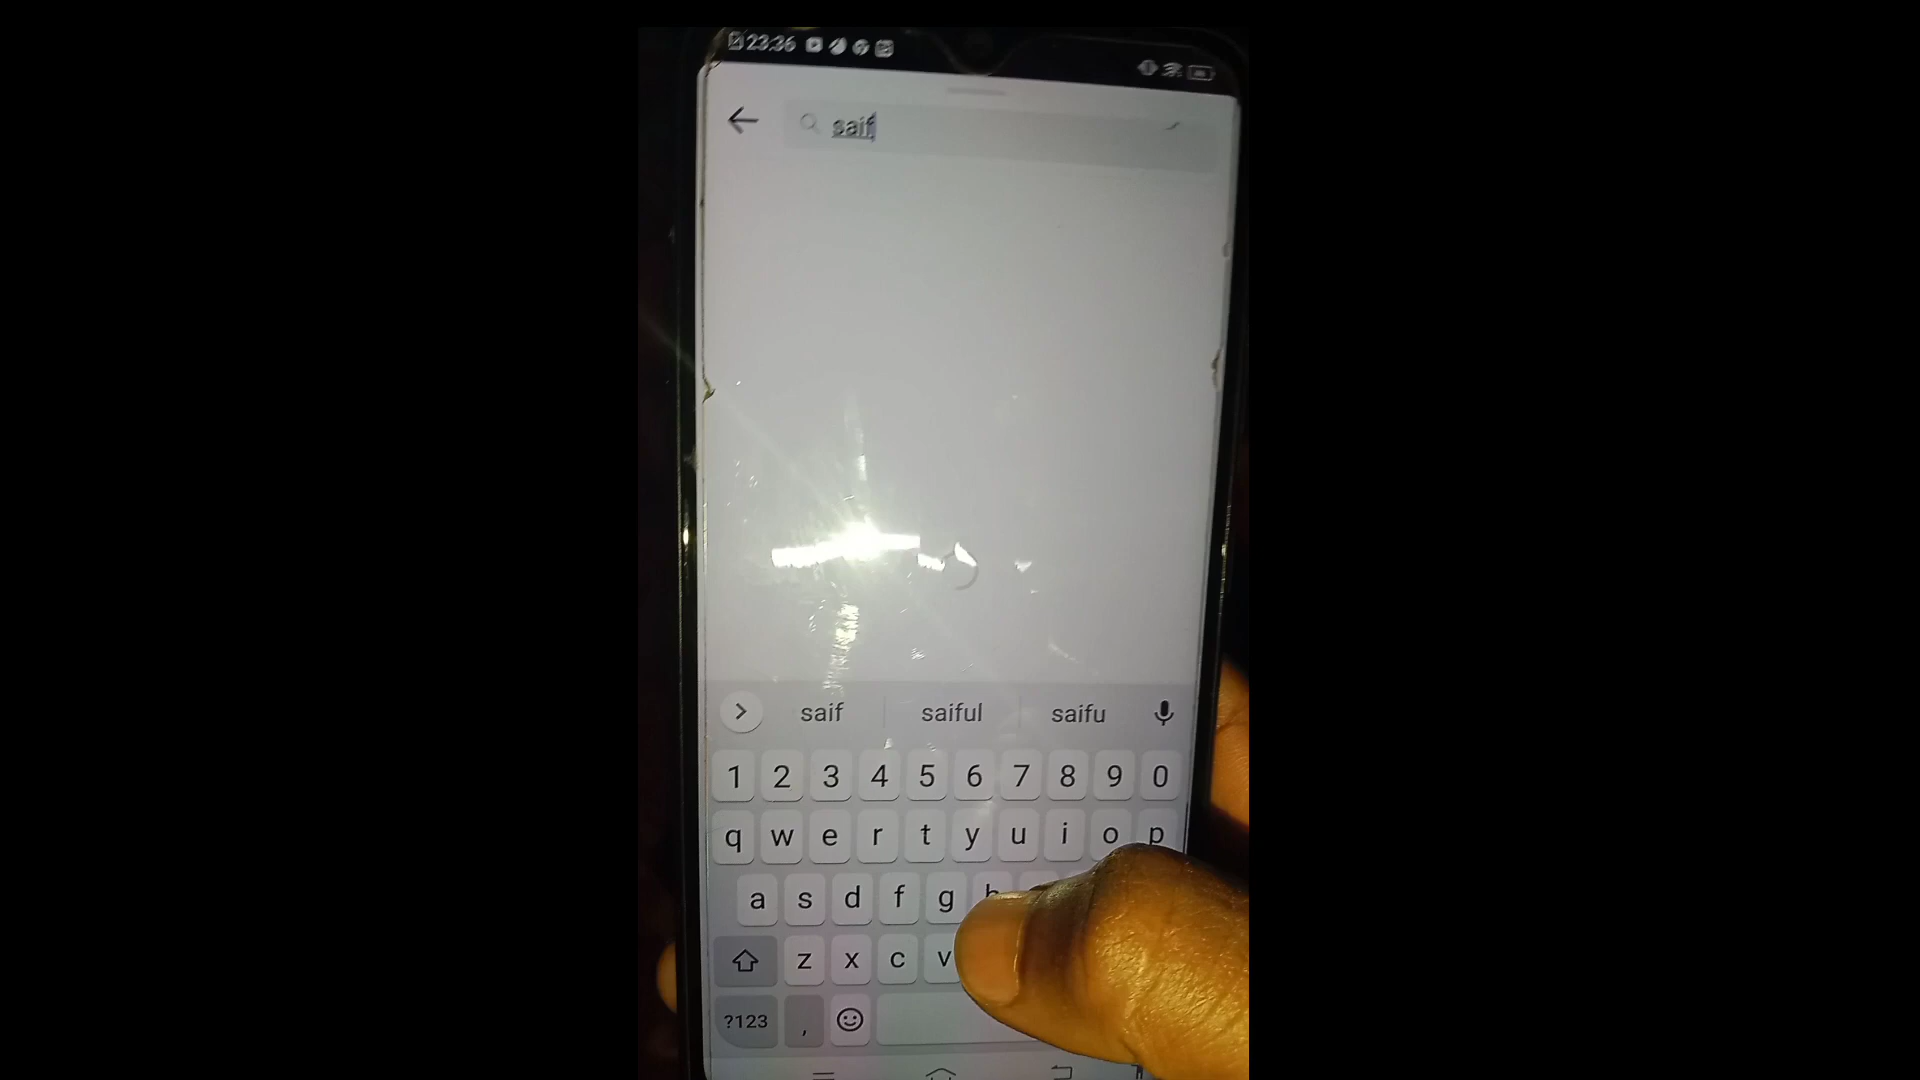 23:36
saif
saif saiful saifu
1 2 3 4 5 6 7 8 9 0
q w e r t y u i o p
a s d f g h
z x c v
?123 ,